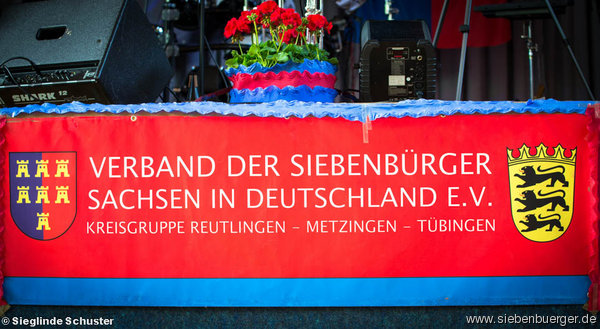 SHARK 12
VERBAND DER SIEBENBÜRGER
SACHSEN IN DEUTSCHLAND E.V.
KREISGRUPPE REUTLINGEN – METZINGEN – TÜBINGEN
© Sieglinde Schuster
www.siebenbuerger.de